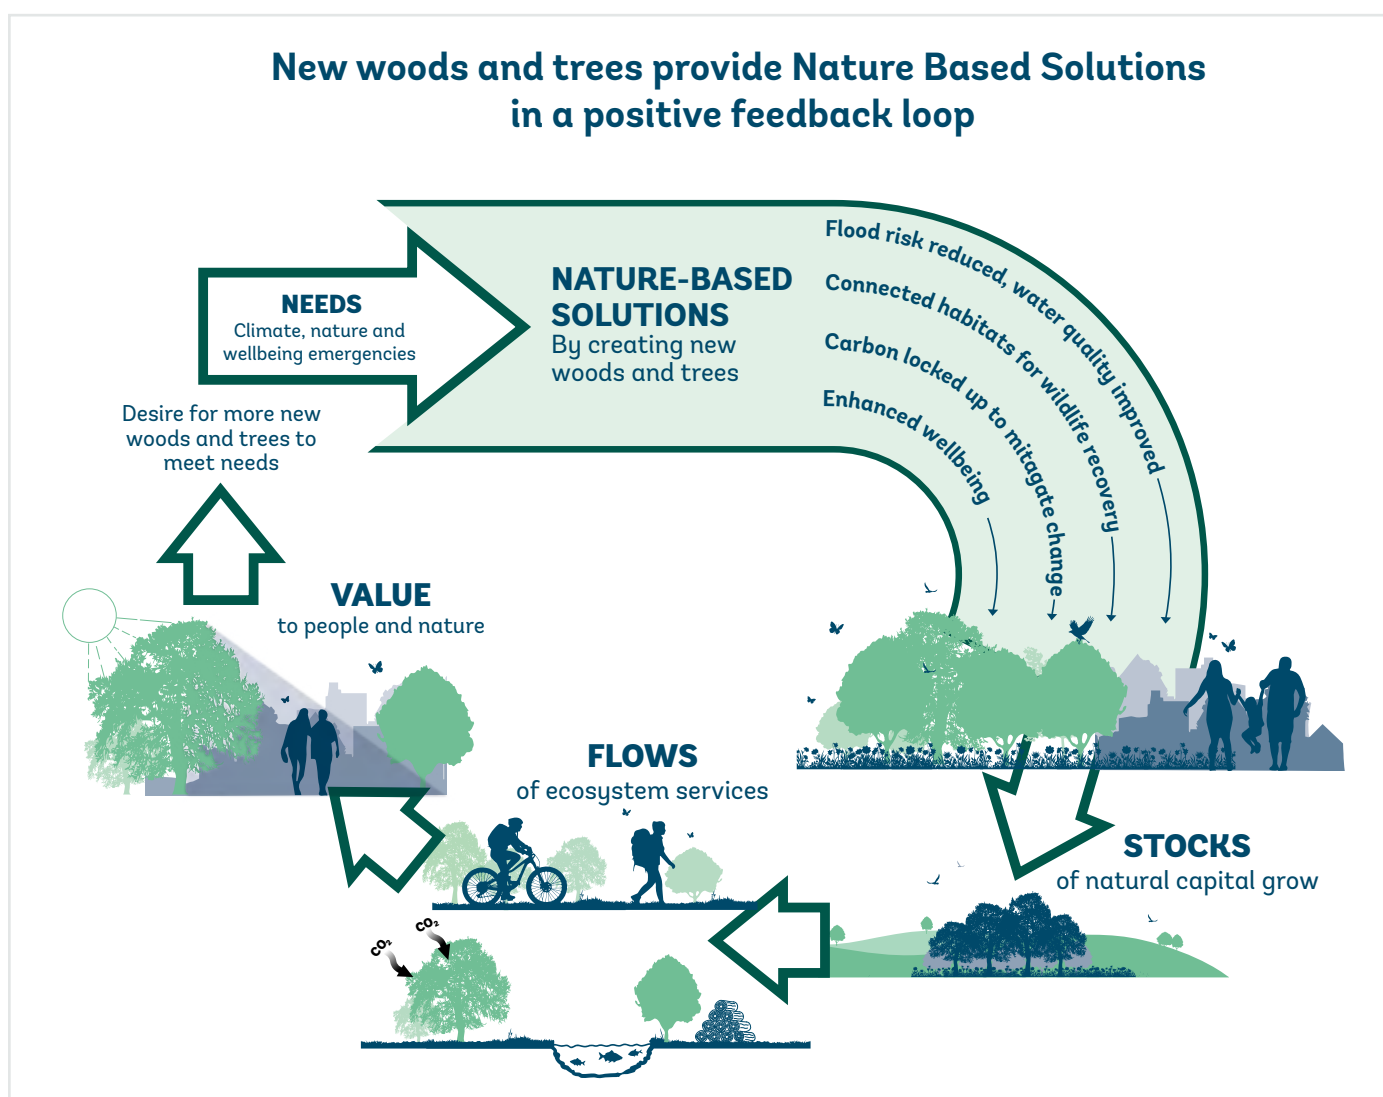 New woods and trees provide Nature Based Solutions
in a positive feedback loop
NEEDS
Climate, nature and
wellbeing emergencies
NATURE-BASED
SOLUTIONS
By creating new
woods and trees
Flood risk reduced, water quality improved
Connected habitats for wildlife recovery
Carbon locked up to mitagate change
Enhanced wellbeing
Desire for more new
woods and trees to
meet needs
VALUE
to people and nature
FLOWS
of ecosystem services
STOCKS
of natural capital grow
CO₂
CO₂